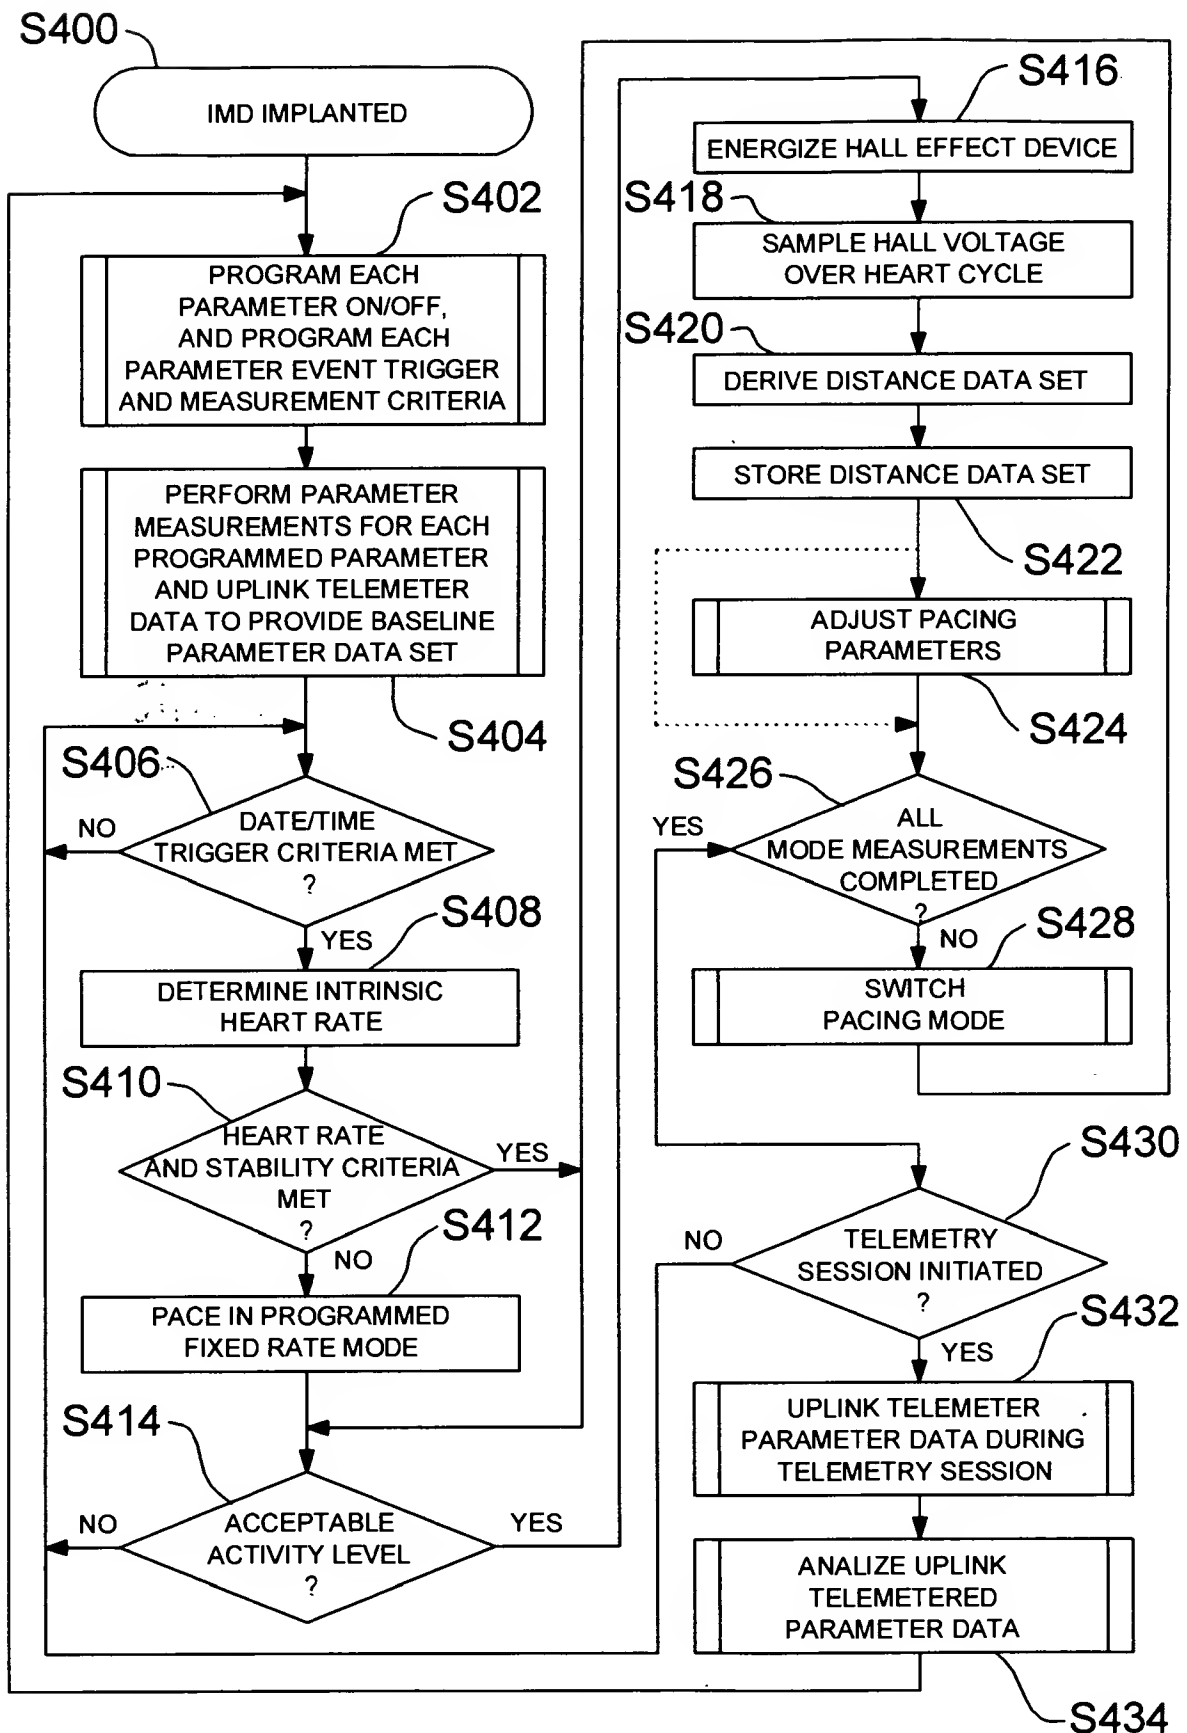 S400
IMD IMPLANTED
S402
PROGRAM EACH
PARAMETER ON/OFF,
AND PROGRAM EACH
PARAMETER EVENT TRIGGER
AND MEASUREMENT CRITERIA
PERFORM PARAMETER
MEASUREMENTS FOR EACH
PROGRAMMED PARAMETER
AND UPLINK TELEMETER
DATA TO PROVIDE BASELINE
PARAMETER DATA SET
S404
S406
NO
DATE/TIME
TRIGGER CRITERIA MET
?
YES
S408
DETERMINE INTRINSIC
HEART RATE
S410
HEART RATE
AND STABILITY CRITERIA
MET
?
YES
NO
S412
PACE IN PROGRAMMED
FIXED RATE MODE
S414
NO
ACCEPTABLE
ACTIVITY LEVEL
?
YES
S416
ENERGIZE HALL EFFECT DEVICE
S418
SAMPLE HALL VOLTAGE
OVER HEART CYCLE
S420
DERIVE DISTANCE DATA SET
STORE DISTANCE DATA SET
S422
ADJUST PACING
PARAMETERS
S424
S426
YES
ALL
MODE MEASUREMENTS
COMPLETED
?
NO
S428
SWITCH
PACING MODE
S430
NO
TELEMETRY
SESSION INITIATED
?
YES
S432
UPLINK TELEMETER
PARAMETER DATA DURING
TELEMETRY SESSION
ANALIZE UPLINK
TELEMETERED
PARAMETER DATA
S434